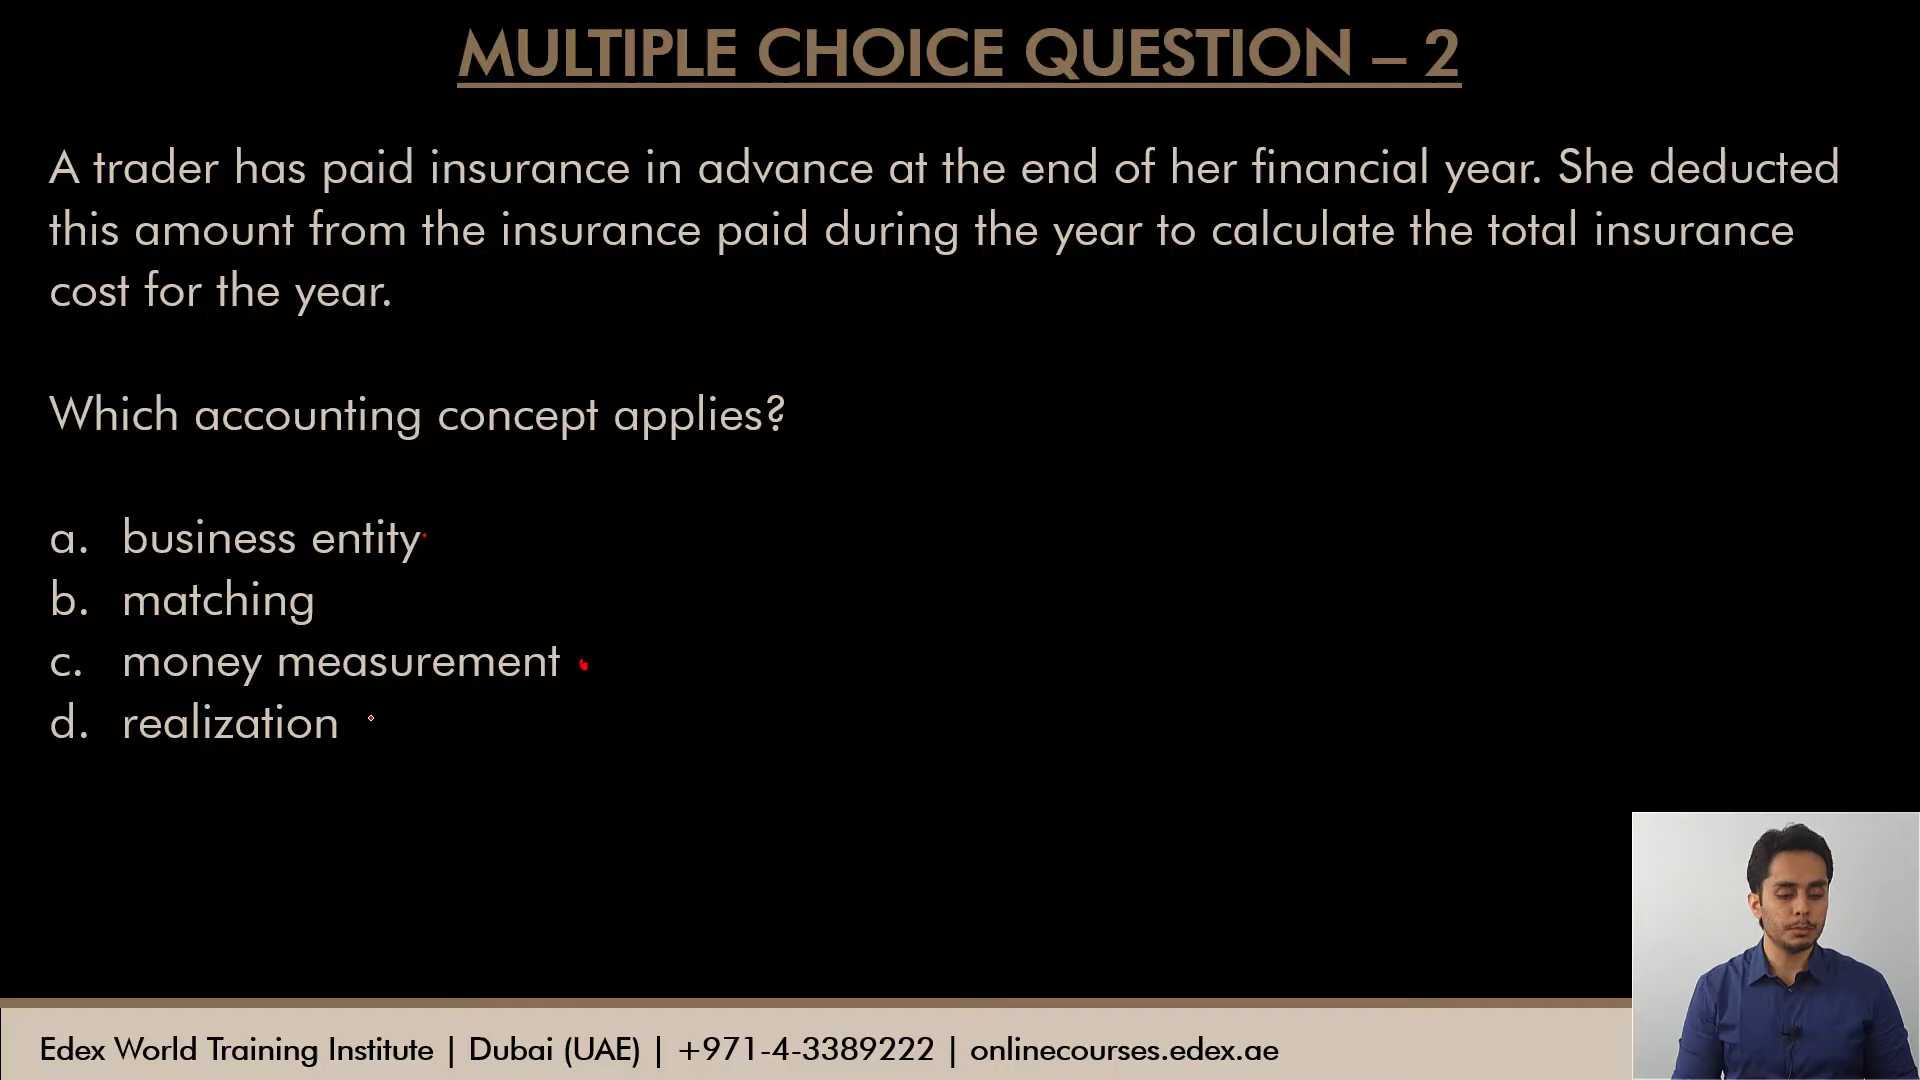 MULTIPLE CHOICE QUESTION – 2
A trader has paid insurance in advance at the end of her financial year. She deducted
this amount from the insurance paid during the year to calculate the total insurance
cost for the year.
Which accounting concept applies?
a. business entity
b. matching
c. money measurement
d. realization
Edex World Training Institute | Dubai (UAE) | +971-4-3389222 | onlinecourses.edex.ae